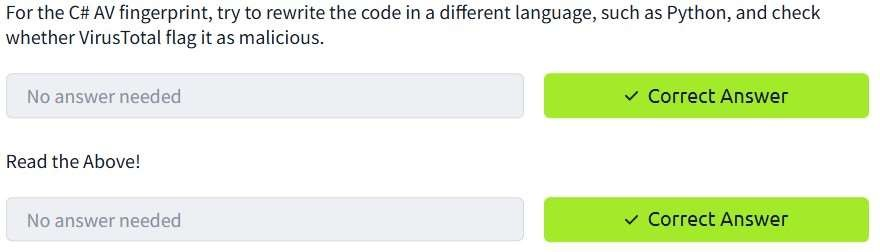 For the C# AV fingerprint, try to rewrite the code in a different language, such as Python, and check
whether VirusTotal flag it as malicious.
No answer needed
✓ Correct Answer
Read the Above!
No answer needed
✓ Correct Answer